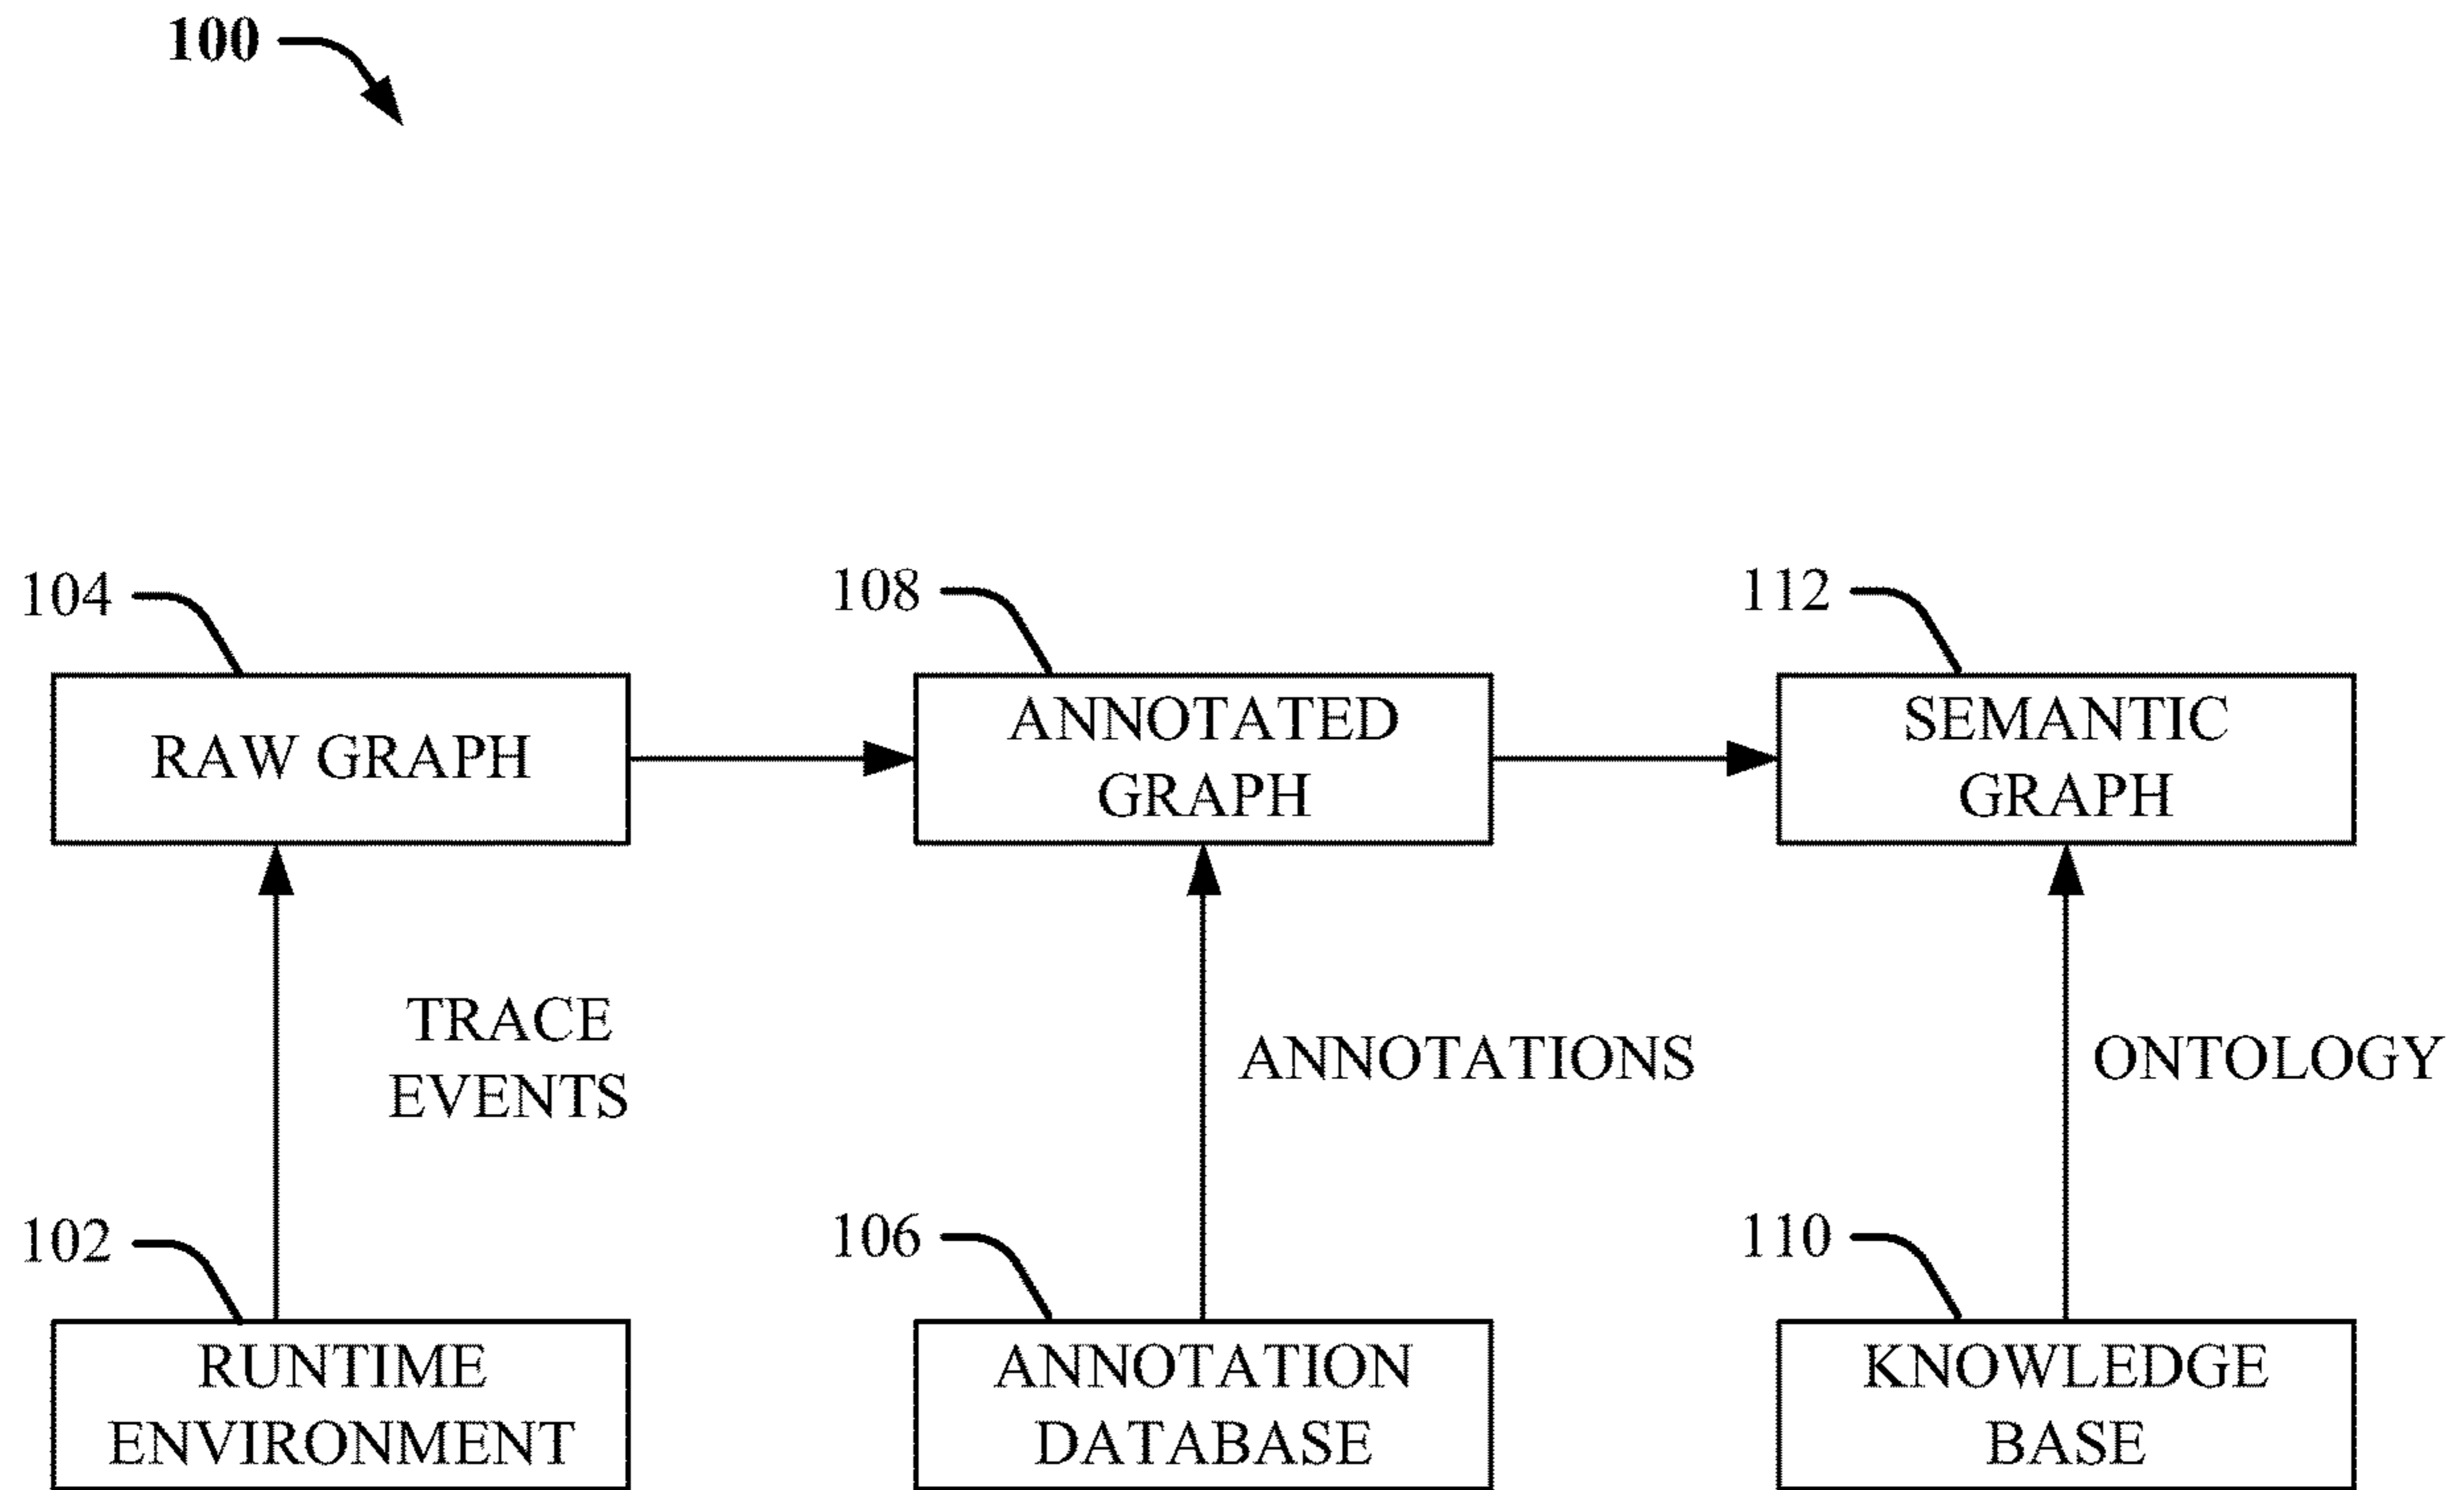 100
104
108
112
RAW GRAPH
ANNOTATED
GRAPH
SEMANTIC
GRAPH
TRACE
EVENTS
ANNOTATIONS
ONTOLOGY
102
106
110
RUNTIME
ENVIRONMENT
ANNOTATION
DATABASE
KNOWLEDGE
BASE